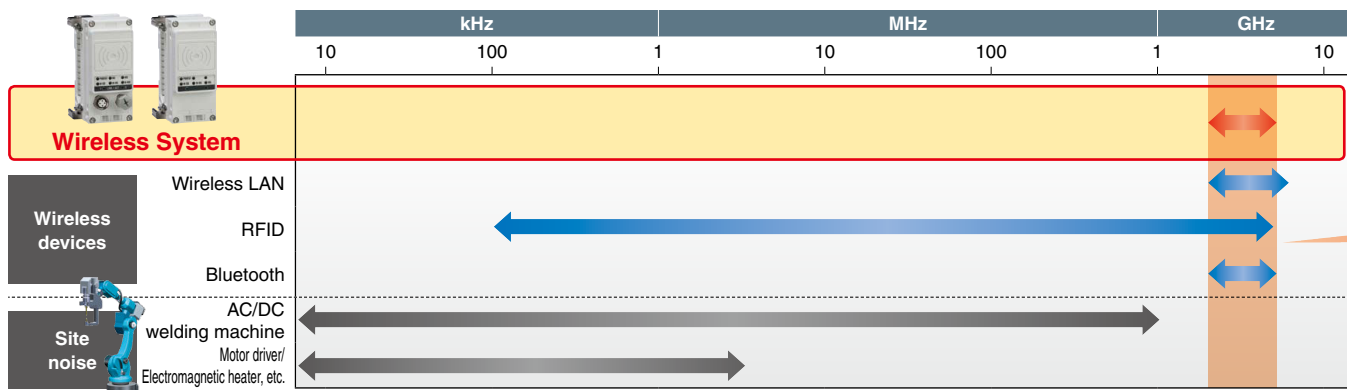 kHz MHz GHz
10 100 1 10 100 1 10
Wireless System
Wireless devices
Wireless LAN
RFID
Bluetooth
Site noise
AC/DC
welding machine
Motor driver/
Electromagnetic heater, etc.